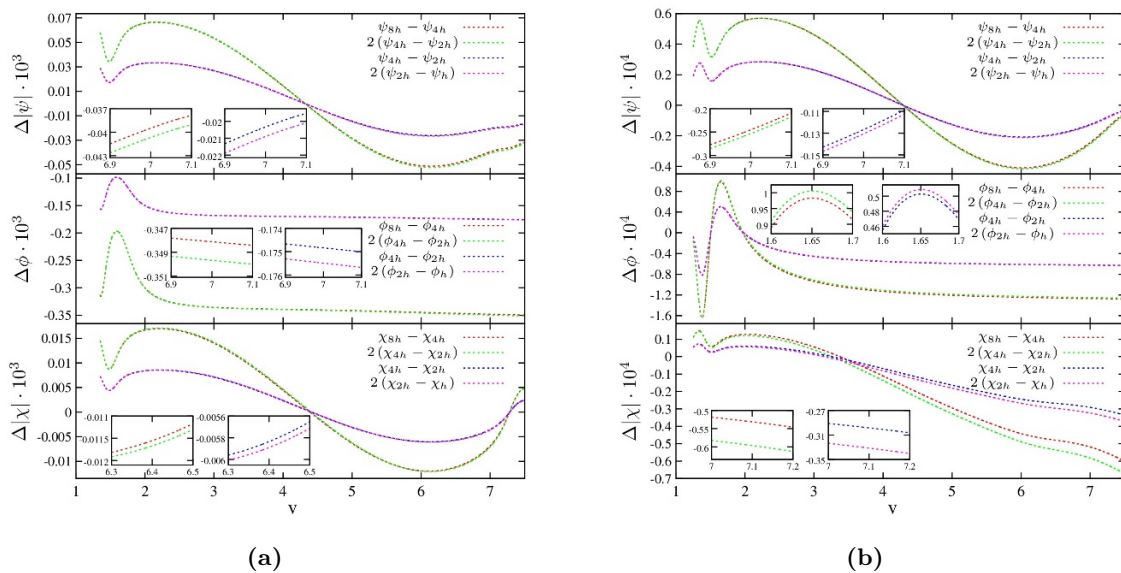 0.07
0.03
0
-0.03
-0.05
Δ|ψ| · 10³
ψ8h − ψ4h
2 (ψ4h − ψ2h)
ψ4h − ψ2h
2 (ψ2h − ψh)
-0.037
-0.04
-0.043
6.9 7 7.1
-0.02
-0.021
-0.022
6.9 7 7.1
-0.1
-0.15
-0.2
-0.25
-0.3
-0.35
Δϕ · 10³
ϕ8h − ϕ4h
2 (ϕ4h − ϕ2h)
ϕ4h − ϕ2h
2 (ϕ2h − ϕh)
-0.347
-0.349
-0.351
6.9 7 7.1
-0.174
-0.175
-0.176
6.9 7 7.1
0.015
0.01
0.005
0
-0.005
-0.01
Δ|χ| · 10³
χ8h − χ4h
2 (χ4h − χ2h)
χ4h − χ2h
2 (χ2h − χh)
-0.011
-0.0115
-0.012
6.3 6.4 6.5
-0.0056
-0.0058
-0.006
6.3 6.4 6.5
1 2 3 4 5 6 7
v
(a)
0.6
0.4
0.2
0
-0.2
-0.4
Δ|ψ| · 10⁴
ψ8h − ψ4h
2 (ψ4h − ψ2h)
ψ4h − ψ2h
2 (ψ2h − ψh)
-0.2
-0.25
-0.3
6.9 7 7.1
-0.11
-0.13
-0.15
6.9 7 7.1
0.8
0.4
0
-0.4
-0.8
-1.2
-1.6
Δϕ · 10⁴
ϕ8h − ϕ4h
2 (ϕ4h − ϕ2h)
ϕ4h − ϕ2h
2 (ϕ2h − ϕh)
1
0.95
0.9
1.6 1.65 1.7
0.5
0.48
0.46
1.6 1.65 1.7
0.1
0
-0.1
-0.2
-0.3
-0.4
-0.5
-0.6
-0.7
Δ|χ| · 10⁴
χ8h − χ4h
2 (χ4h − χ2h)
χ4h − χ2h
2 (χ2h − χh)
-0.5
-0.55
-0.6
7 7.1 7.2
-0.27
-0.31
-0.35
7 7.1 7.2
1 2 3 4 5 6 7
v
(b)